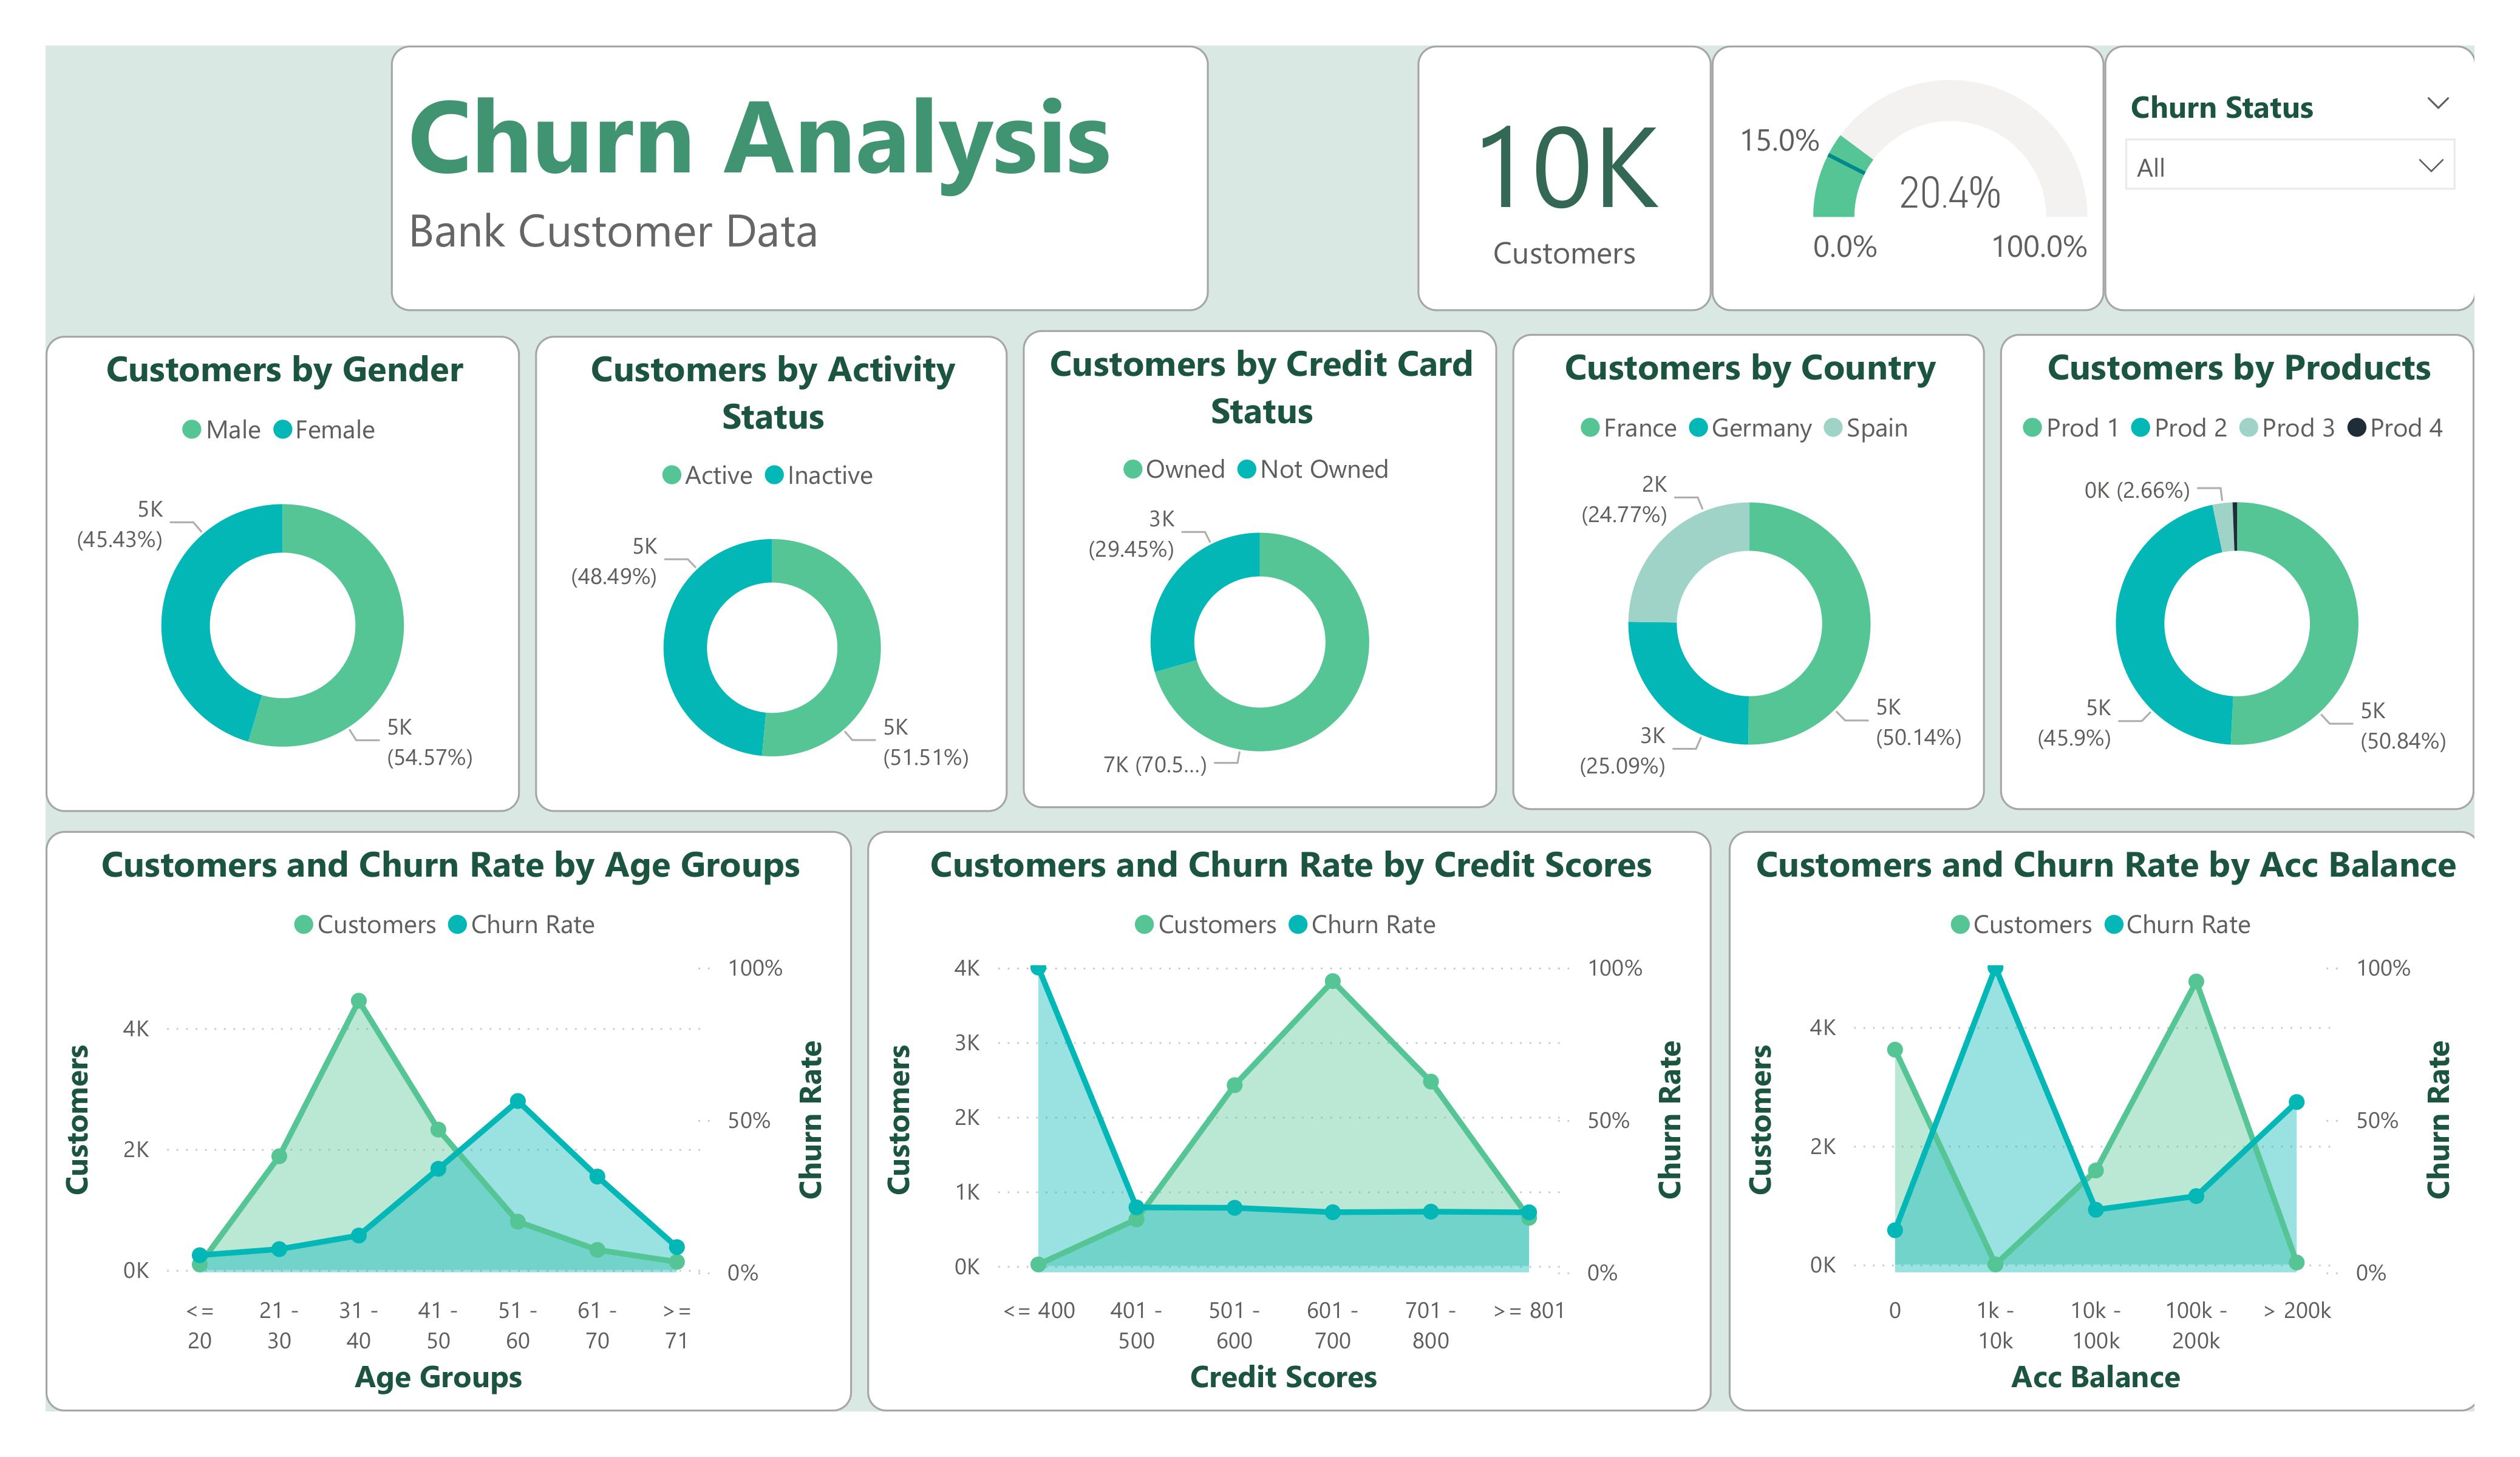 Churn Analysis
Bank Customer Data
10K
Customers
15.0%
20.4%
0.0%
100.0%
Churn Status
All
Customers by Gender
Male Female
5K
(45.43%)
5K
(54.57%)
Customers by Activity
Status
Active Inactive
5K
(48.49%)
5K
(51.51%)
Customers by Credit Card
Status
Owned Not Owned
3K
(29.45%)
7K (70.5...)
Customers by Country
France Germany Spain
2K
(24.77%)
3K
(25.09%)
5K
(50.14%)
Customers by Products
Prod 1 Prod 2 Prod 3 Prod 4
0K (2.66%)
5K
(45.9%)
5K
(50.84%)
Customers and Churn Rate by Age Groups
Customers Churn Rate
Customers
4K
2K
0K
100%
50%
0%
Churn Rate
<= 21 - 31 - 41 - 51 - 61 - >=
20 30 40 50 60 70 71
Age Groups
Customers and Churn Rate by Credit Scores
Customers Churn Rate
Customers
4K
3K
2K
1K
0K
100%
50%
0%
Churn Rate
<= 400 401 - 501 - 601 - 701 - >= 801
500 600 700 800
Credit Scores
Customers and Churn Rate by Acc Balance
Customers Churn Rate
Customers
4K
2K
0K
100%
50%
0%
Churn Rate
0 1k - 10k - 100k - > 200k
10k 100k 200k
Acc Balance